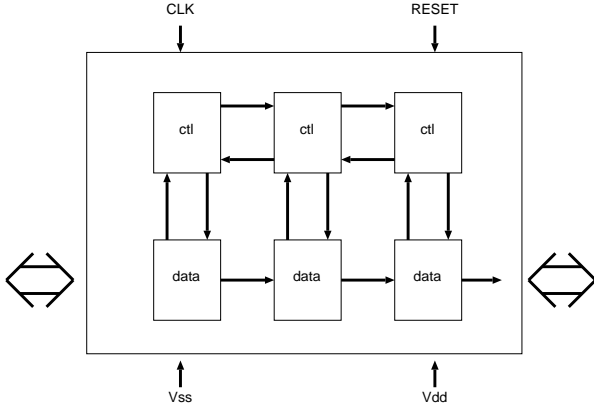 CLK RESET
ctl ctl ctl
data data data
Vss Vdd